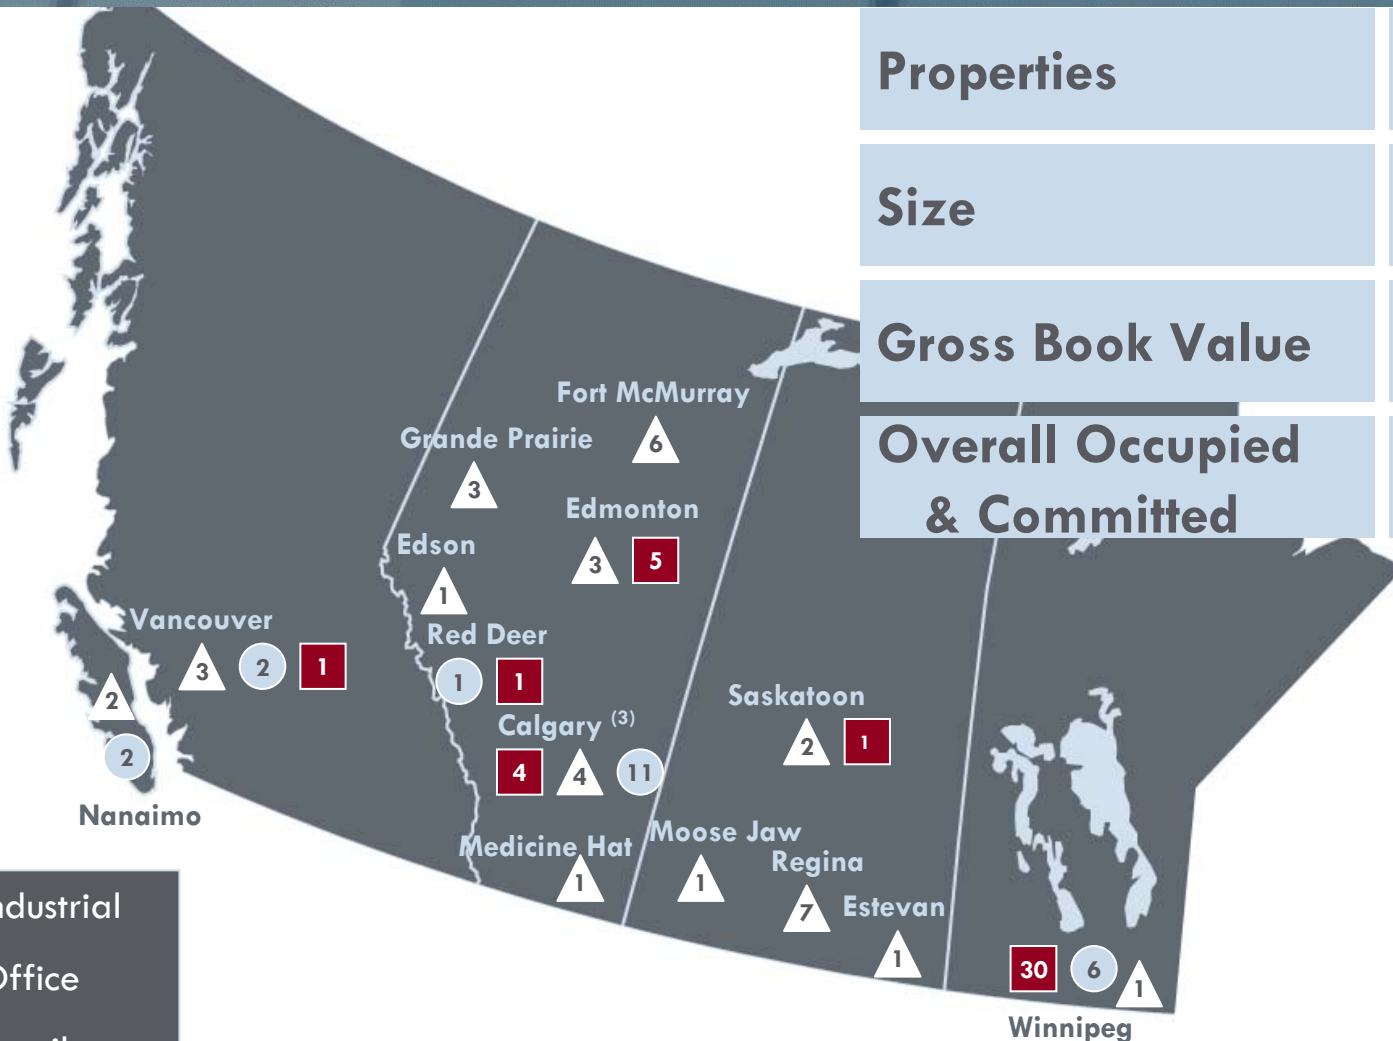 Properties
Size
Gross Book Value
Overall Occupied
& Committed
Fort McMurray
6
Grande Prairie
3
Edmonton
3 5
Edson
1
Vancouver
3 2 1
Red Deer
1 1
2
2
Nanaimo
Calgary (3)
4 4 11
Saskatoon
2 1
Medicine Hat
1
Moose Jaw
1
Regina
7
Estevan
1
30 6 1
Winnipeg
ndustrial
Office